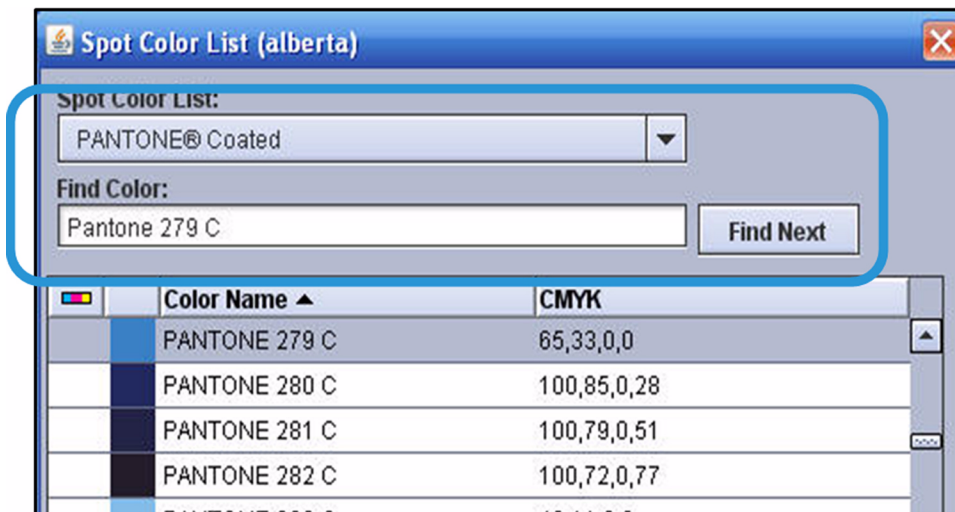 Spot Color List (alberta)
Spot Color List:
PANTONE® Coated
Find Color:
Pantone 279 C
Find Next
Color Name CMYK
PANTONE 279 C 65,33,0,0
PANTONE 280 C 100,85,0,28
PANTONE 281 C 100,79,0,51
PANTONE 282 C 100,72,0,77